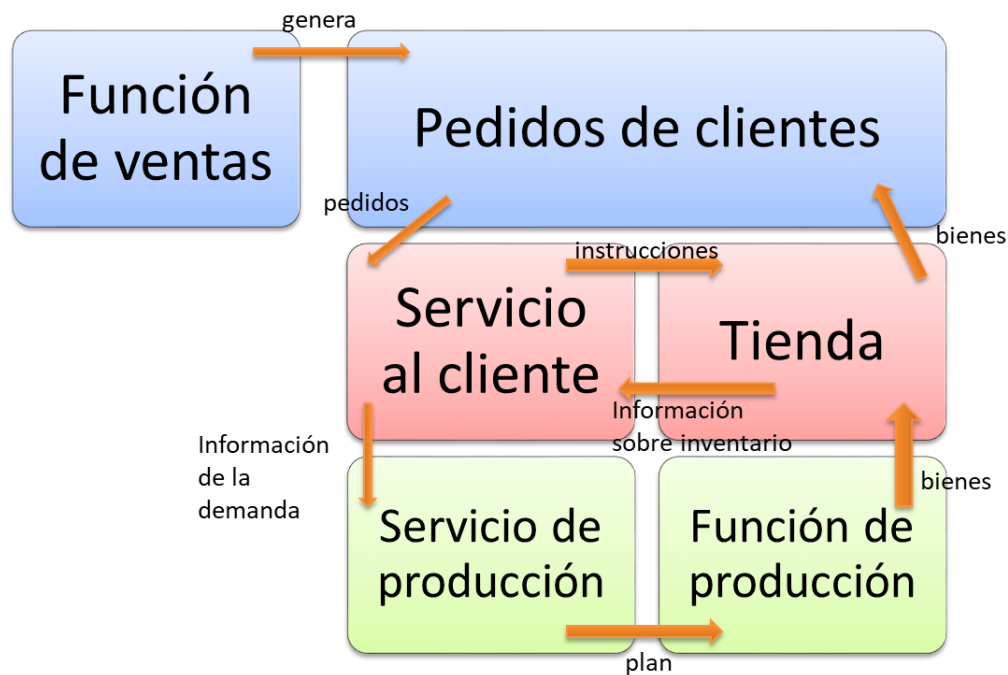 genera
Función
de ventas
Pedidos de clientes
pedidos
bienes
instrucciones
Servicio
al cliente
Tienda
Información
sobre inventario
Información
de la
demanda
bienes
Servicio de
producción
Función de
producción
plan